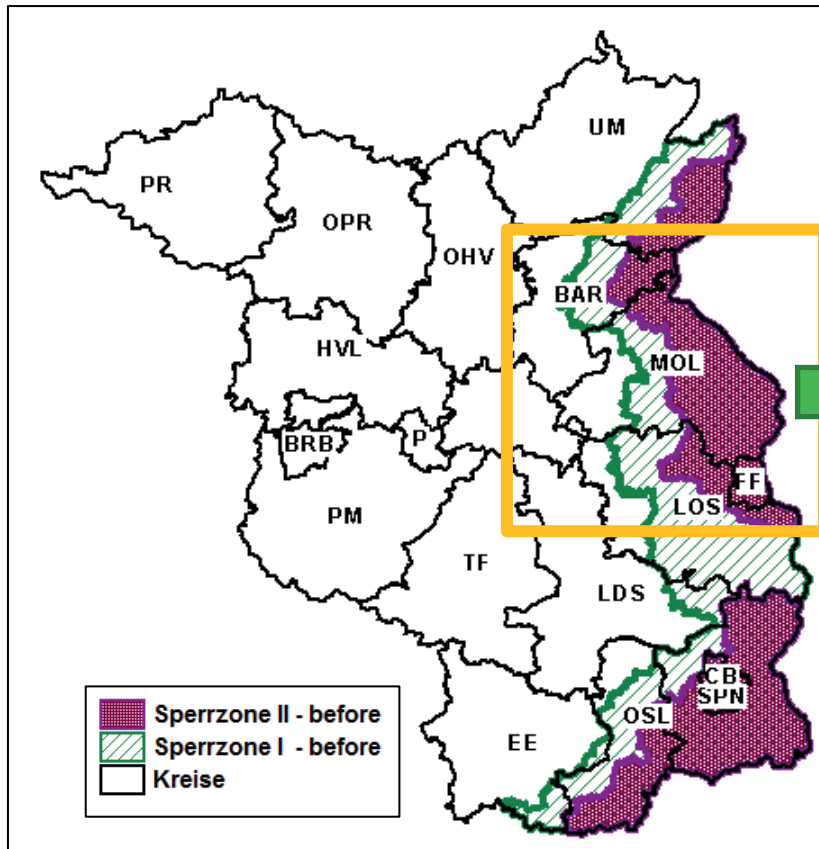 UM
PR
OPR
OHV
BAR
HVL
MOL
BRB
P
FF
LOS
PM
TF
LDS
CB
SPN
OSL
EE
Sperrzone II - before
Sperrzone I - before
Kreise